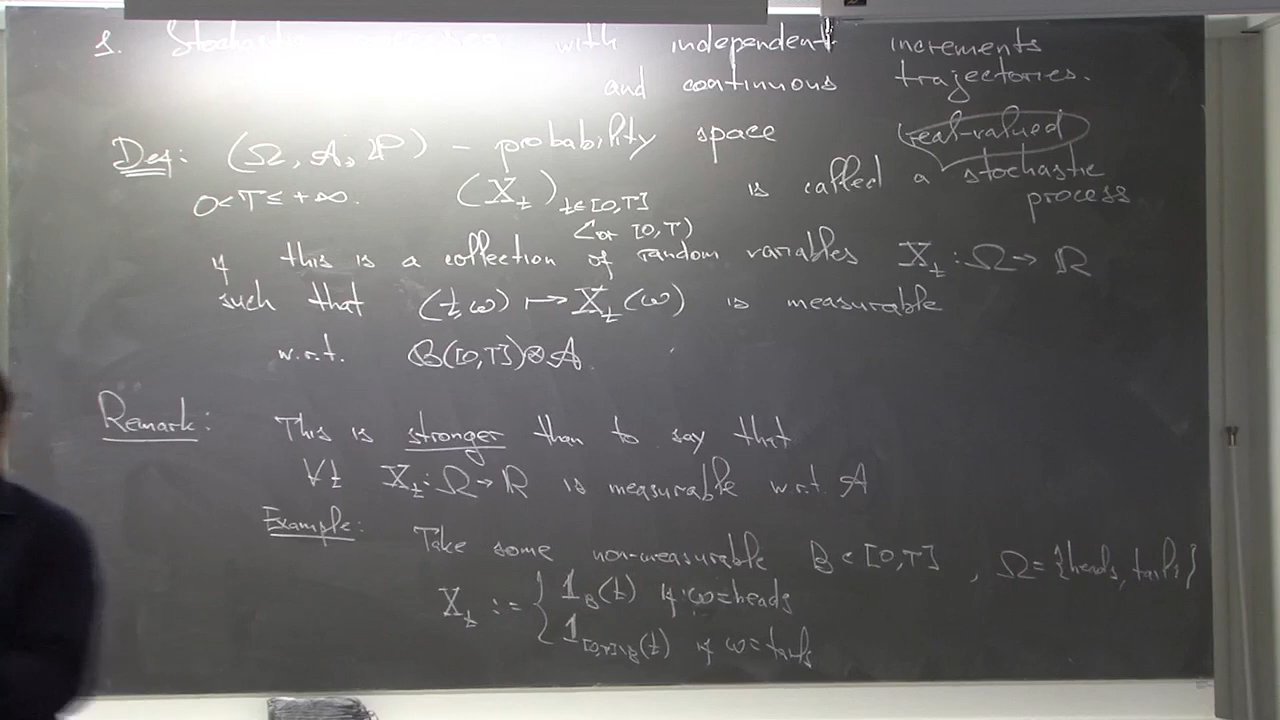 1. Stochastic processes with independent increments
and continuous trajectories.
Def: (Ω, 𝒜, ℙ) – probability space
real-valued
0<T≤+∞. (X_t)_{t∈[0,T]} is called a stochastic process
(or [0,T)
if this is a collection of random variables X_t: Ω→ℝ
such that (t,ω) ↦ X_t(ω) is measurable
w.r.t. ℬ([0,T])⊗𝒜.
Remark: This is stronger than to say that
∀t X_t: Ω→ℝ is measurable w.r.t. 𝒜
Example: Take some non-measurable B⊂[0,T], Ω={heads, tails}
X_t := { 1_B(t) if ω=heads
1_{[0,T]\B}(t) if ω=tails